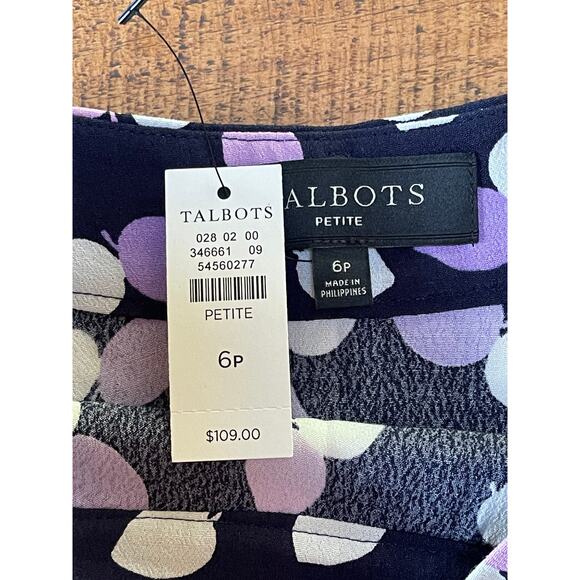 TALBOTS
028 02 00
346661 09
54560277
PETITE
6P
$109.00
ALBOTS
PETITE
6P
MADE IN
PHILIPPINES